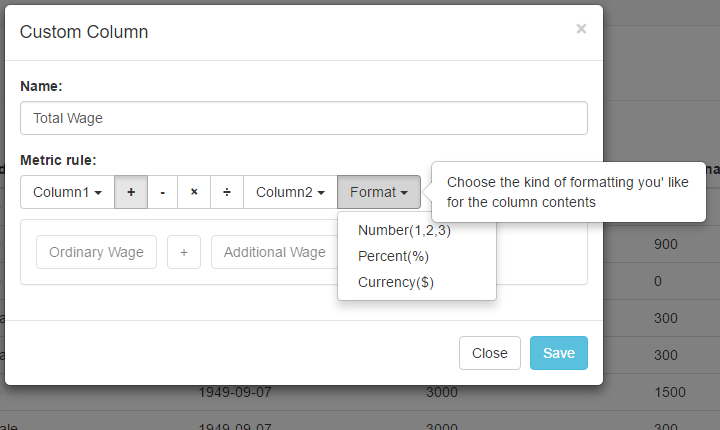 Custom Column ×
Name:
Total Wage
Metric rule:
Column1 + - × ÷ Column2 Format
Choose the kind of formatting you' like
for the column contents
Number(1,2,3)
Percent(%)
Currency($)
Ordinary Wage + Additional Wage
900
0
300
300
Close Save
1949-09-07 3000 1500
1949-09-07 3000 300